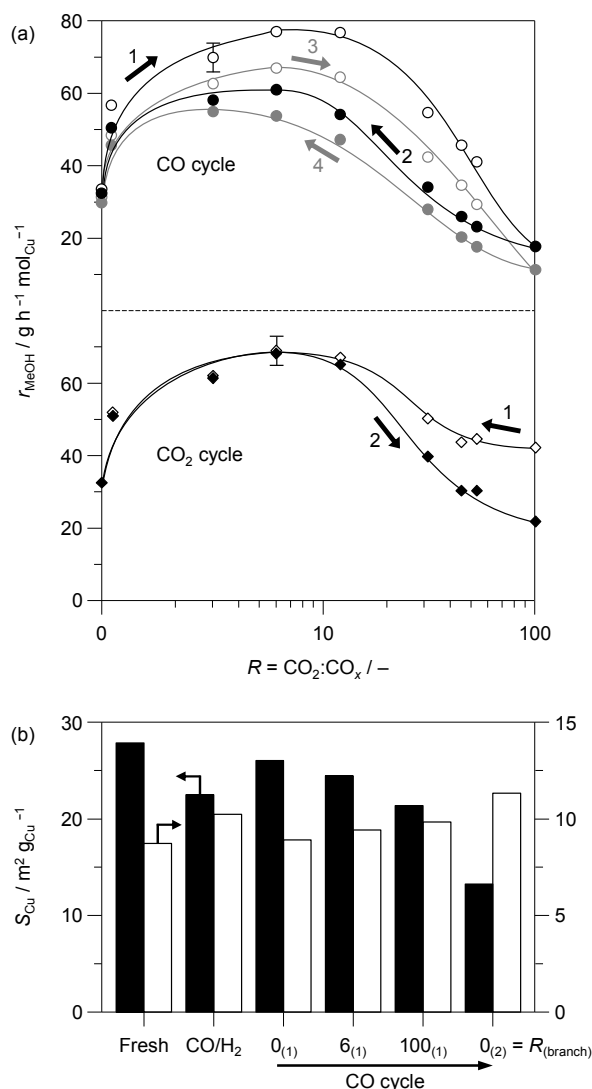 (a)
80
1
3
60
2
40
CO cycle
4
20
r_MeOH / g h⁻¹ mol_Cu⁻¹
60
1
40
2
CO₂ cycle
20
0
0
10
100
R = CO₂:COₓ / –
(b)
30
15
20
10
10
5
0
0
S_Cu / m² g_Cu⁻¹
Fresh
CO/H₂
0₍₁₎
6₍₁₎
100₍₁₎
0₍₂₎ = R_(branch)
CO cycle